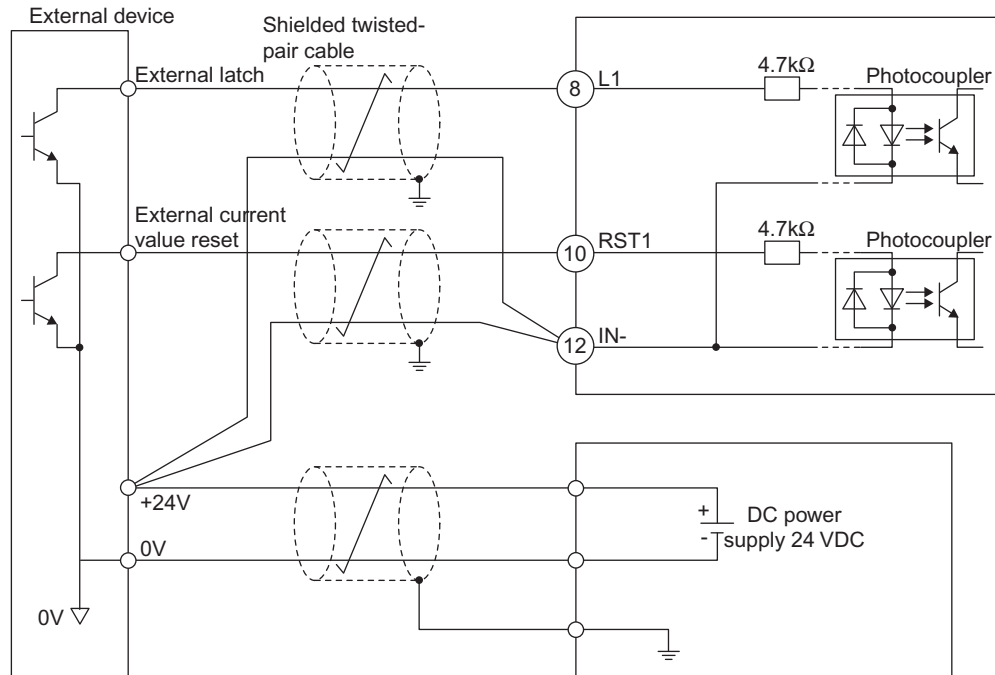 External device
Shielded twisted-
pair cable
External latch
8
L1
4.7kΩ
Photocoupler
External current
value reset
10
RST1
4.7kΩ
Photocoupler
12
IN-
+24V
0V
+
-
DC power
supply 24 VDC
0V